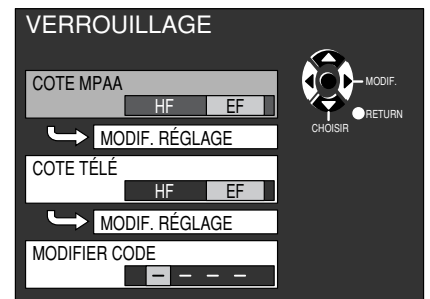 VERROUILLAGE
COTE MPAA
HF EF
MODIF. RÉGLAGE
COTE TÉLÉ
HF EF
MODIF. RÉGLAGE
MODIFIER CODE
– – – –
MODIF.
RETURN
CHOISIR